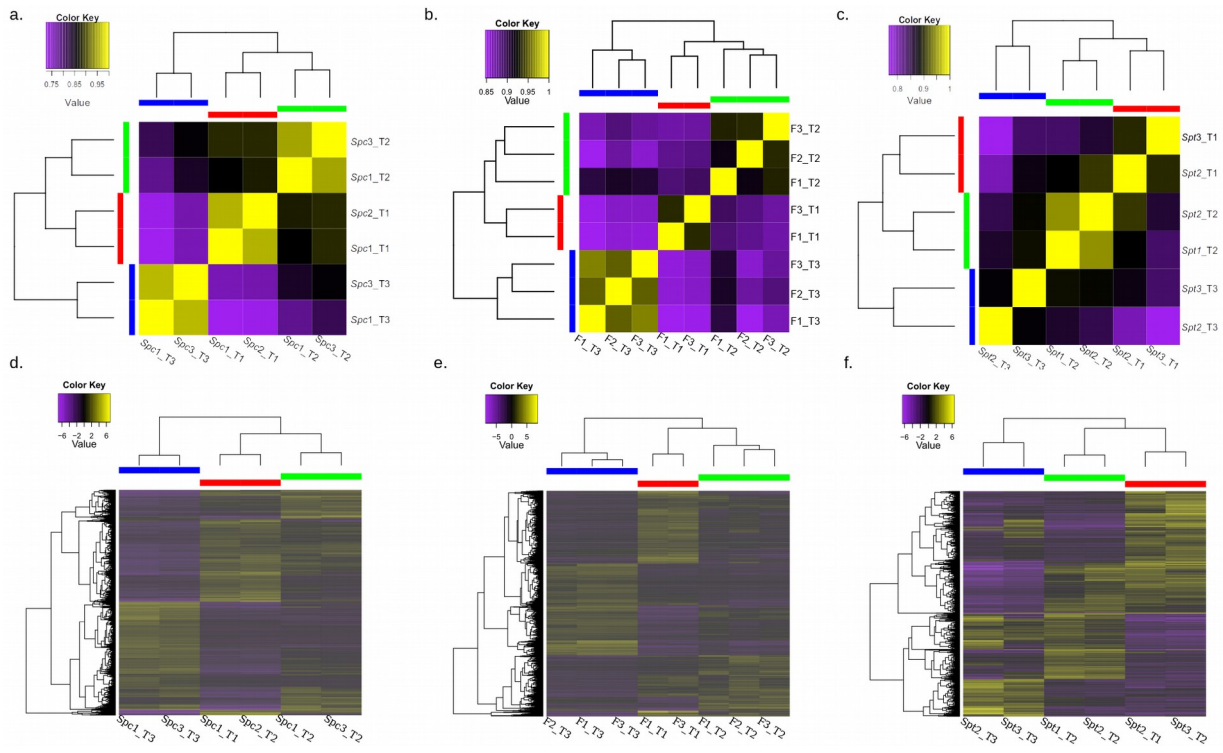 a.
Color Key
0.75 0.85 0.95
Value
Spc3_T2
Spc1_T2
Spc2_T1
Spc1_T1
Spc3_T3
Spc1_T3
Spc1_T3 Spc3_T3 Spc1_T1 Spc2_T1 Spc1_T2 Spc3_T2
b.
Color Key
0.85 0.90 0.95 1
Value
F3_T2
F2_T2
F1_T2
F3_T1
F1_T1
F3_T3
F2_T3
F1_T3
F1_T3 F2_T3 F3_T3 F1_T1 F3_T1 F1_T2 F2_T2 F3_T2
c.
Color Key
0.8 0.9 1
Value
Spt3_T1
Spt2_T1
Spt2_T2
Spt1_T2
Spt3_T3
Spt2_T3
Spt2_T3 Spt3_T3 Spt1_T2 Spt2_T2 Spt2_T1 Spt3_T1
d.
Color Key
−6 −2 2 6
Value
Spc1_T3 Spc3_T3 Spc1_T1 Spc2_T2 Spc1_T2 Spc3_T2
e.
Color Key
−5 0 5
Value
F2_T3 F1_T3 F3_T3 F1_T1 F3_T1 F1_T2 F2_T2 F3_T2
f.
Color Key
−6 −2 2 6
Value
Spt2_T3 Spt3_T3 Spt1_T2 Spt2_T2 Spt2_T1 Spt3_T2